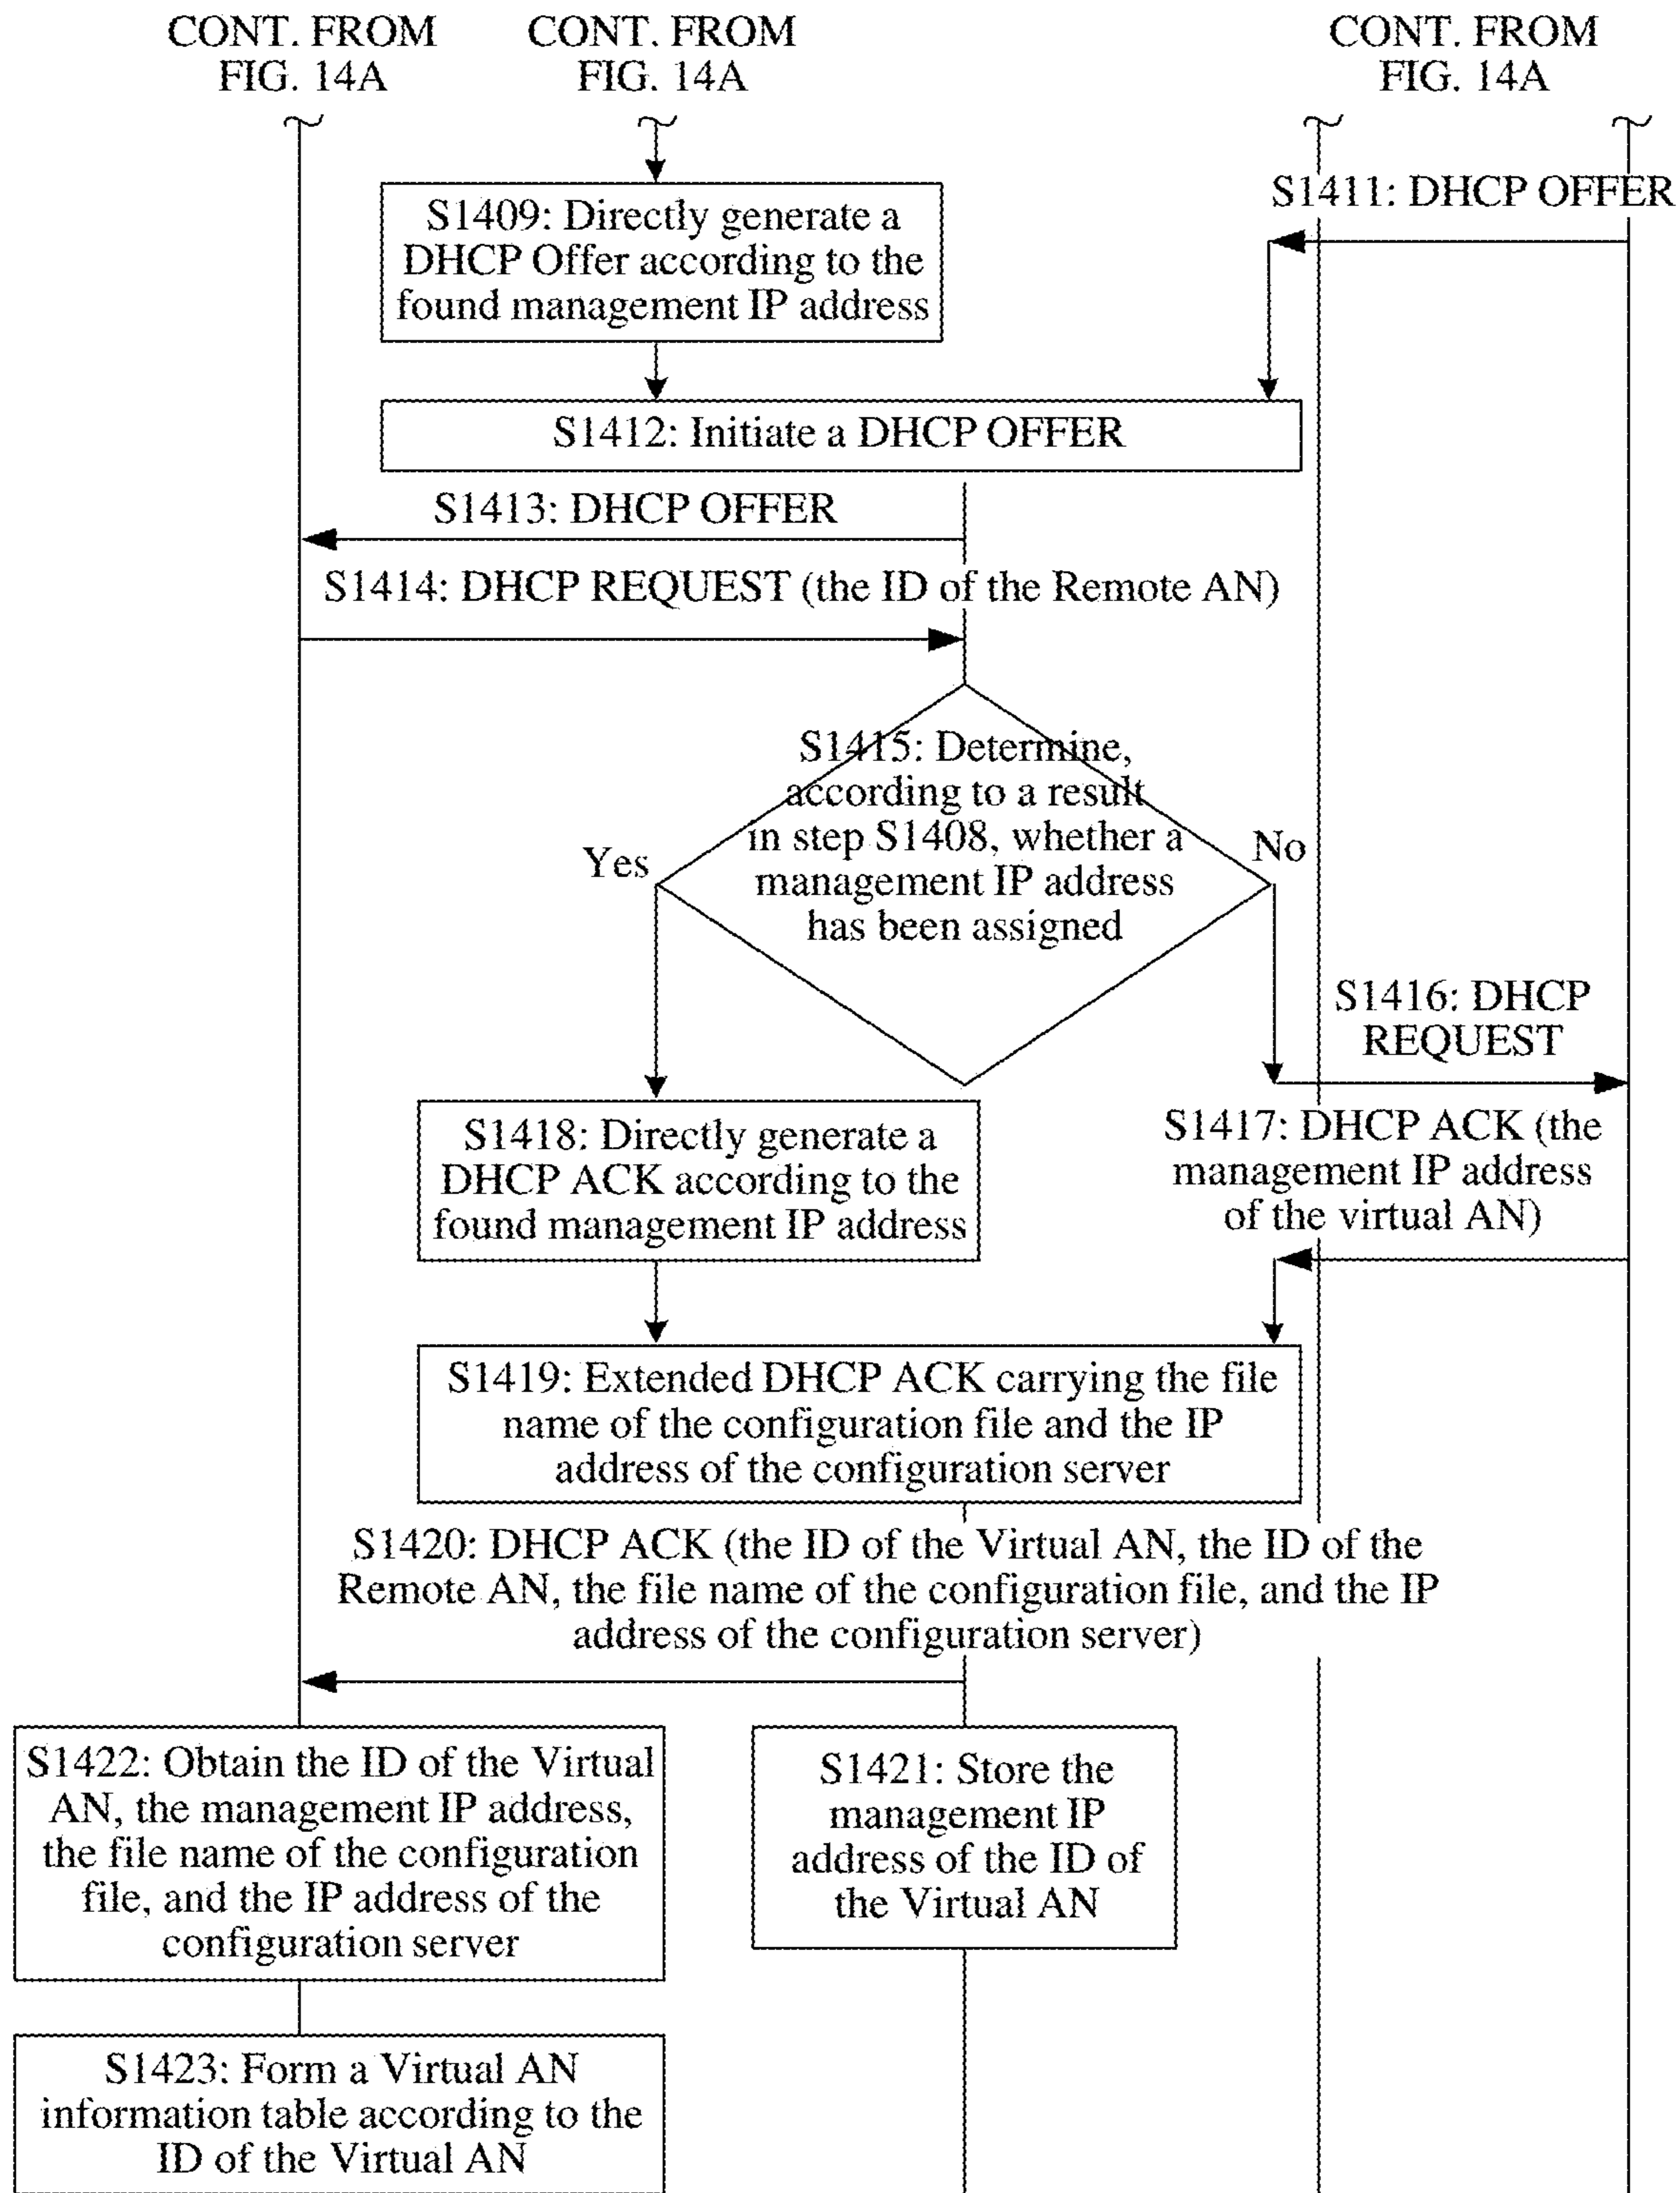 CONT. FROM
FIG. 14A
CONT. FROM
FIG. 14A
CONT. FROM
FIG. 14A
S1411: DHCP OFFER
S1409: Directly generate a
DHCP Offer according to the
found management IP address
S1412: Initiate a DHCP OFFER
S1413: DHCP OFFER
S1414: DHCP REQUEST (the ID of the Remote AN)
S1415: Determine,
according to a result
in step S1408, whether a
management IP address
has been assigned
Yes
No
S1416: DHCP
REQUEST
S1418: Directly generate a
DHCP ACK according to the
found management IP address
S1417: DHCP ACK (the
management IP address
of the virtual AN)
S1419: Extended DHCP ACK carrying the file
name of the configuration file and the IP
address of the configuration server
S1420: DHCP ACK (the ID of the Virtual AN, the ID of the
Remote AN, the file name of the configuration file, and the IP
address of the configuration server)
S1422: Obtain the ID of the Virtual
AN, the management IP address,
the file name of the configuration
file, and the IP address of the
configuration server
S1421: Store the
management IP
address of the ID of
the Virtual AN
S1423: Form a Virtual AN
information table according to the
ID of the Virtual AN